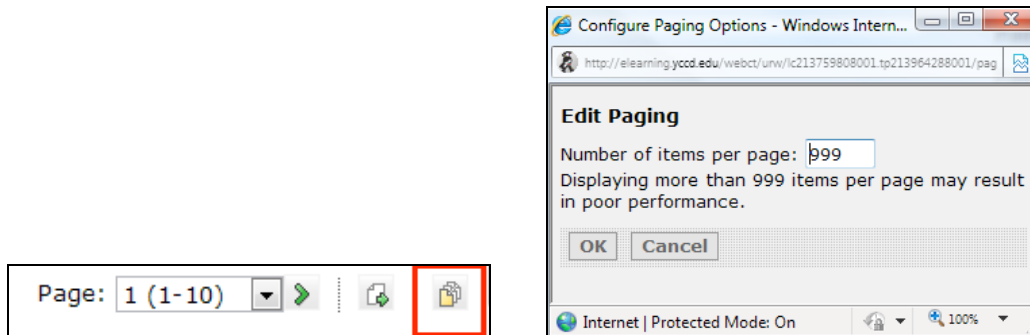 Page: 1 (1-10)
Configure Paging Options - Windows Intern...
http://elearning.yccd.edu/webct/urw/lc213759808001.tp213964288001/pag
Edit Paging
Number of items per page: 999
Displaying more than 999 items per page may result
in poor performance.
OK Cancel
Internet | Protected Mode: On 100%